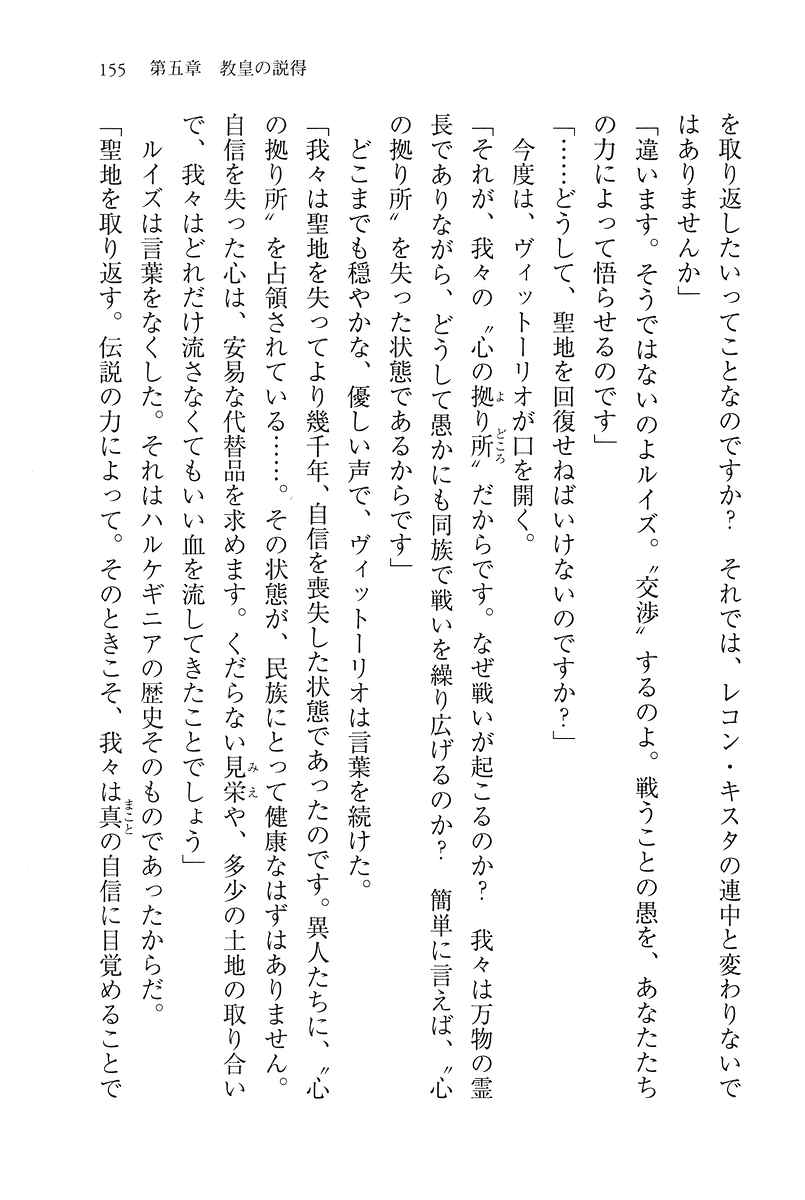 155　第五章　教皇の説得
を取り返したいってことなのですか？　それでは、レコン・キスタの連中と変わりないで
はありませんか」
「違います。そうではないのよルイズ。〝交渉〟するのよ。戦うことの愚を、あなたたち
の力によって悟らせるのです」
「……どうして、聖地を回復せねばいけないのですか？」
　今度は、ヴィットーリオが口を開く。
「それが、我々の〝心の拠り所〟だからです。なぜ戦いが起こるのか？　我々は万物の霊
長でありながら、どうして愚かにも同族で戦いを繰り広げるのか？　簡単に言えば、〝心
の拠り所〟を失った状態であるからです」
　どこまでも穏やかな、優しい声で、ヴィットーリオは言葉を続けた。
「我々は聖地を失ってより幾千年、自信を喪失した状態であったのです。異人たちに、〝心
の拠り所〟を占領されている……。その状態が、民族にとって健康なはずはありません。
自信を失った心は、安易な代替品を求めます。くだらない見栄や、多少の土地の取り合い
で、我々はどれだけ流さなくてもいい血を流してきたことでしょう」
　ルイズは言葉をなくした。それはハルケギニアの歴史そのものであったからだ。
「聖地を取り返す。伝説の力によって。そのときこそ、我々は真の自信に目覚めることで